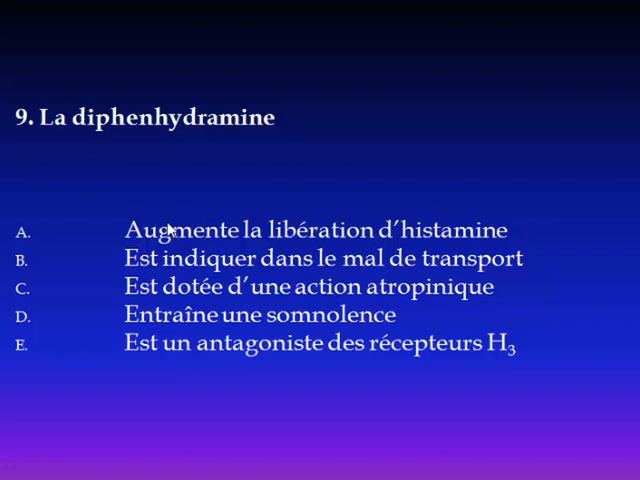 9. La diphenhydramine
A. Augmente la libération d’histamine
B. Est indiquer dans le mal de transport
C. Est dotée d’une action atropinique
D. Entraîne une somnolence
E. Est un antagoniste des récepteurs H₃